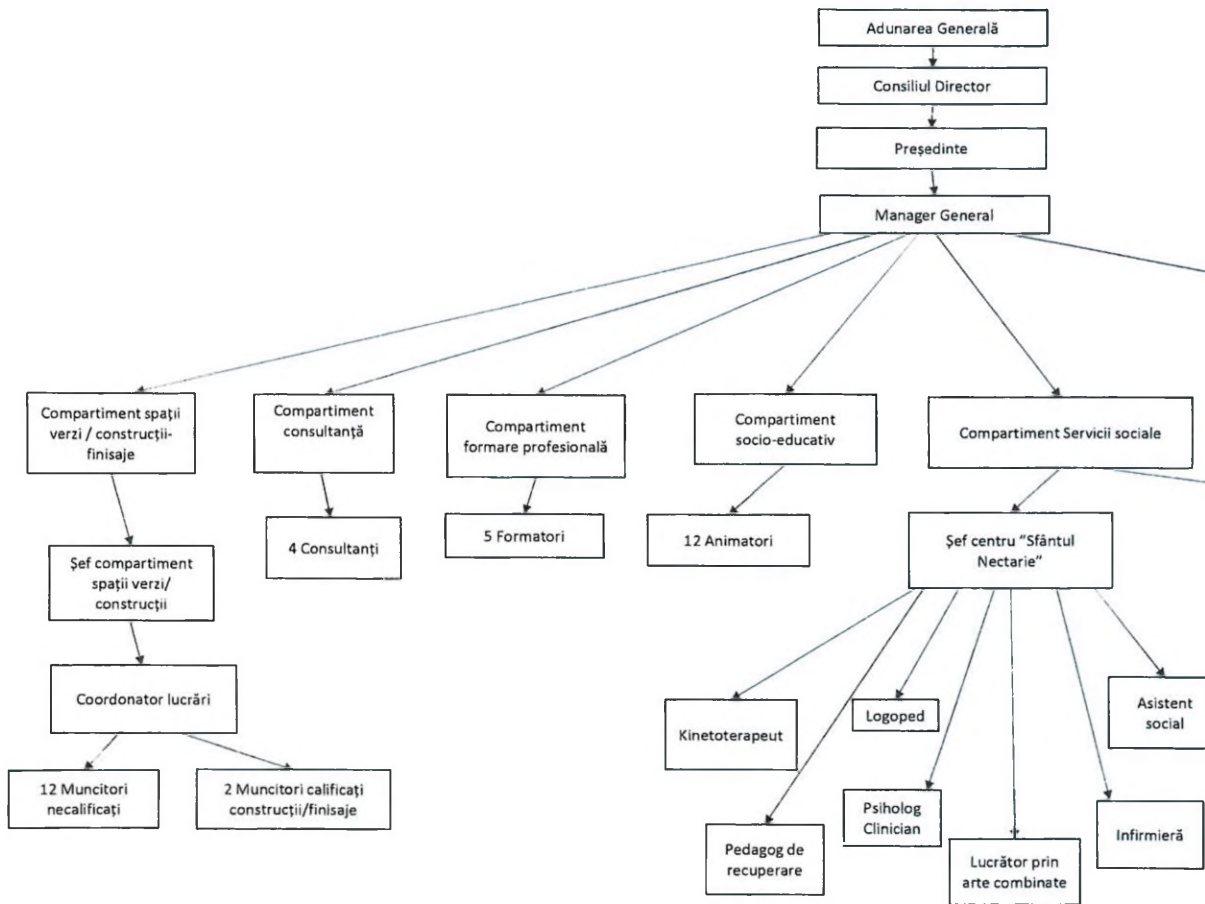 Adunarea Generală
Consiliul Director
Președinte
Manager General
Compartiment spații
verzi / construcții-
finisaje
Compartiment
consultanță
Compartiment
formare profesională
Compartiment
socio-educativ
Compartiment Servicii sociale
Șef compartiment
spații verzi/
construcții
4 Consultanți
5 Formatori
12 Animatori
Șef centru "Sfântul
Nectarie"
Coordonator lucrări
12 Muncitori
necalificați
2 Muncitori calificați
construcții/finisaje
Kinetoterapeut
Logoped
Asistent
social
Pedagog de
recuperare
Psiholog
Clinician
Lucrător prin
arte combinate
Infirmieră